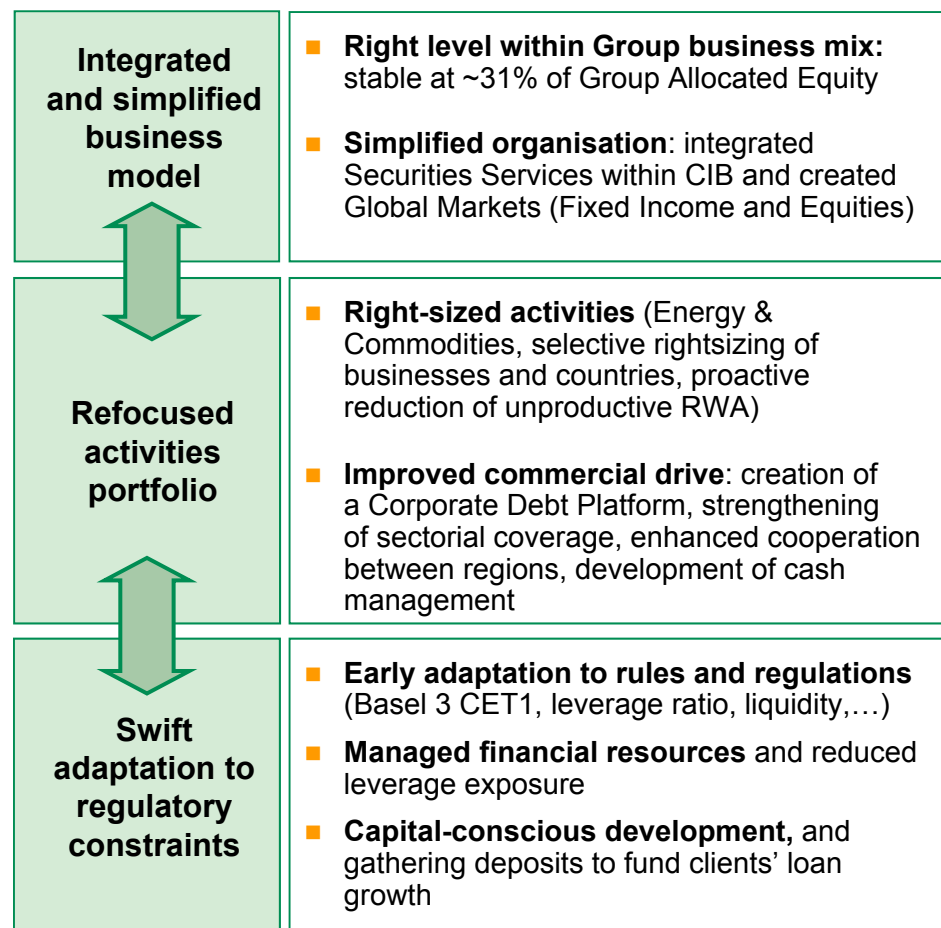 Integrated
and simplified
business
model
■ Right level within Group business mix:
stable at ~31% of Group Allocated Equity
■ Simplified organisation: integrated
Securities Services within CIB and created
Global Markets (Fixed Income and Equities)
Refocused
activities
portfolio
■ Right-sized activities (Energy &
Commodities, selective rightsizing of
businesses and countries, proactive
reduction of unproductive RWA)
■ Improved commercial drive: creation of
a Corporate Debt Platform, strengthening
of sectorial coverage, enhanced cooperation
between regions, development of cash
management
Swift
adaptation to
regulatory
constraints
■ Early adaptation to rules and regulations
(Basel 3 CET1, leverage ratio, liquidity,…)
■ Managed financial resources and reduced
leverage exposure
■ Capital-conscious development, and
gathering deposits to fund clients’ loan
growth